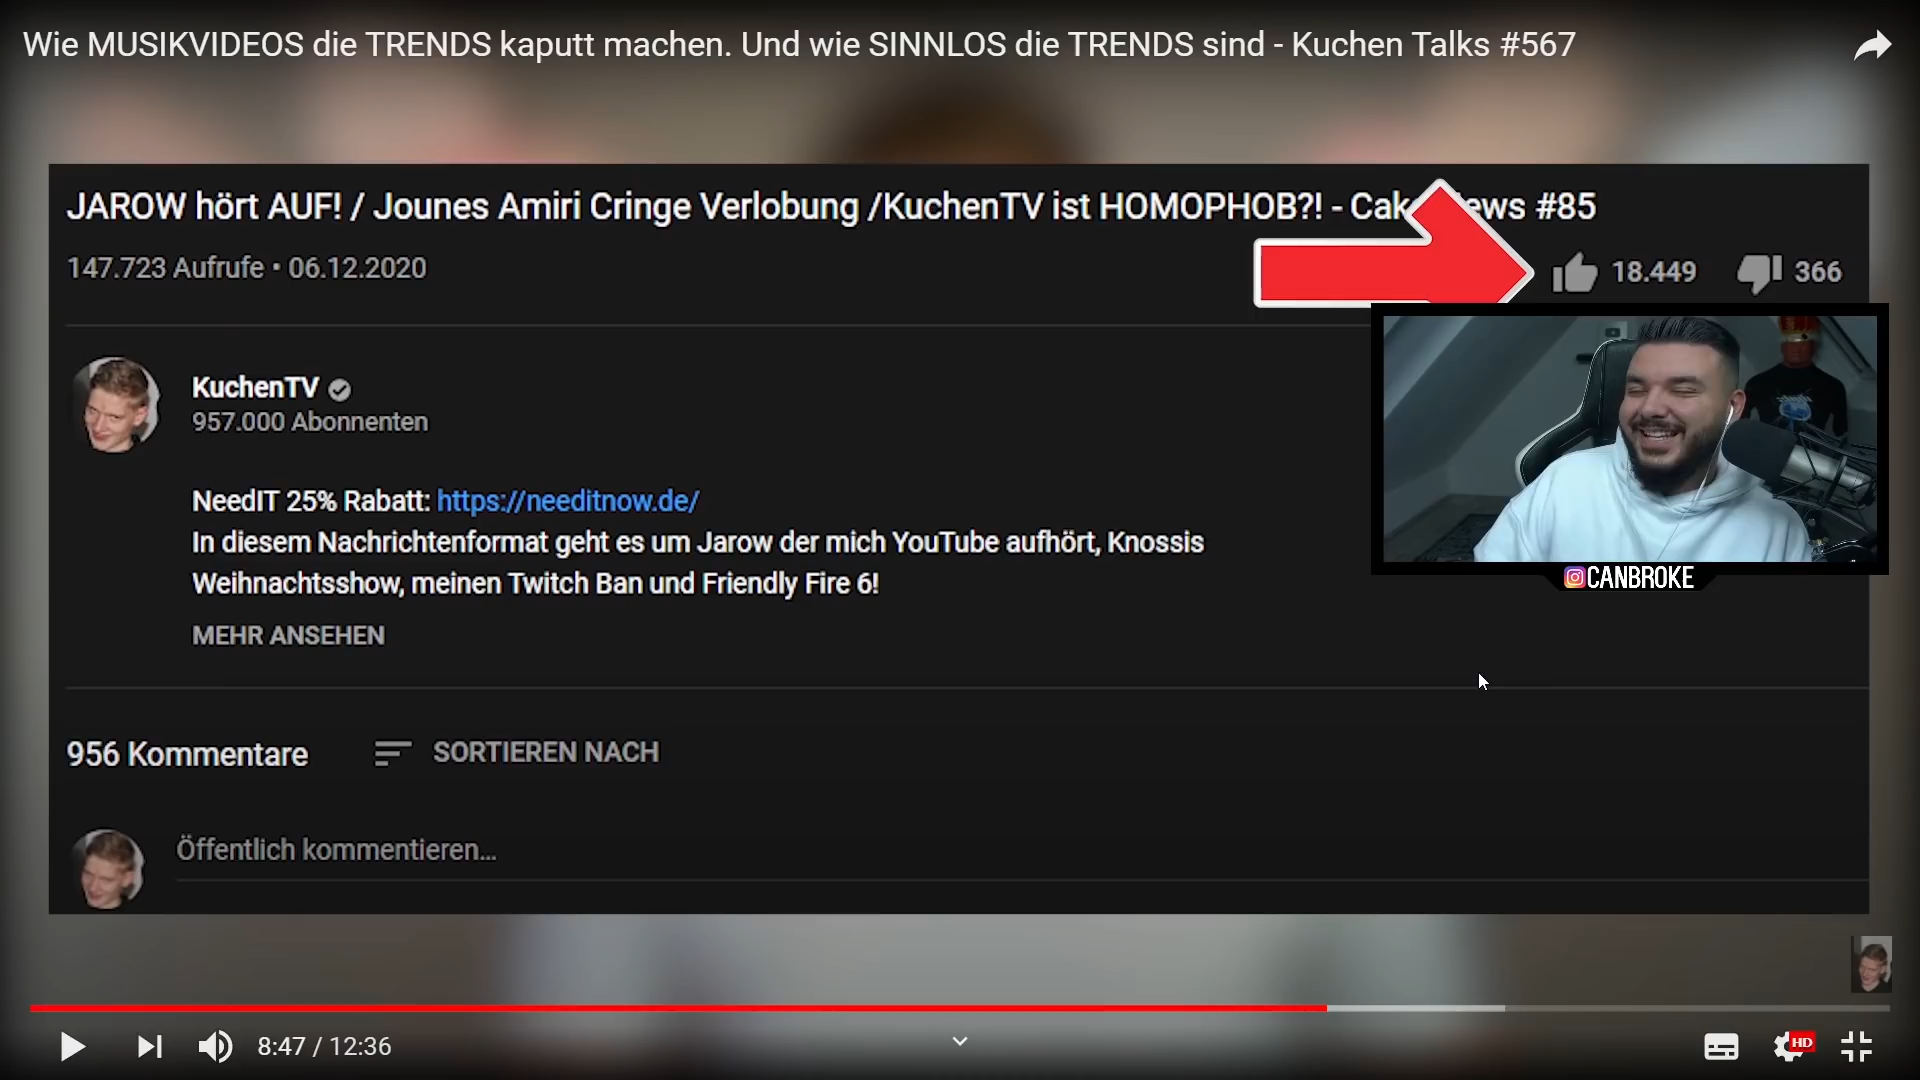 Wie MUSIKVIDEOS die TRENDS kaputt machen. Und wie SINNLOS die TRENDS sind - Kuchen Talks #567
JAROW hört AUF! / Jounes Amiri Cringe Verlobung /KuchenTV ist HOMOPHOB?! - Cake News #85
147.723 Aufrufe • 06.12.2020
18.449
366
KuchenTV
957.000 Abonnenten
NeedIT 25% Rabatt: https://needitnow.de/
In diesem Nachrichtenformat geht es um Jarow der mich YouTube aufhört, Knossis
Weihnachtsshow, meinen Twitch Ban und Friendly Fire 6!
MEHR ANSEHEN
CANBROKE
956 Kommentare
SORTIEREN NACH
Öffentlich kommentieren...
8:47 / 12:36
HD